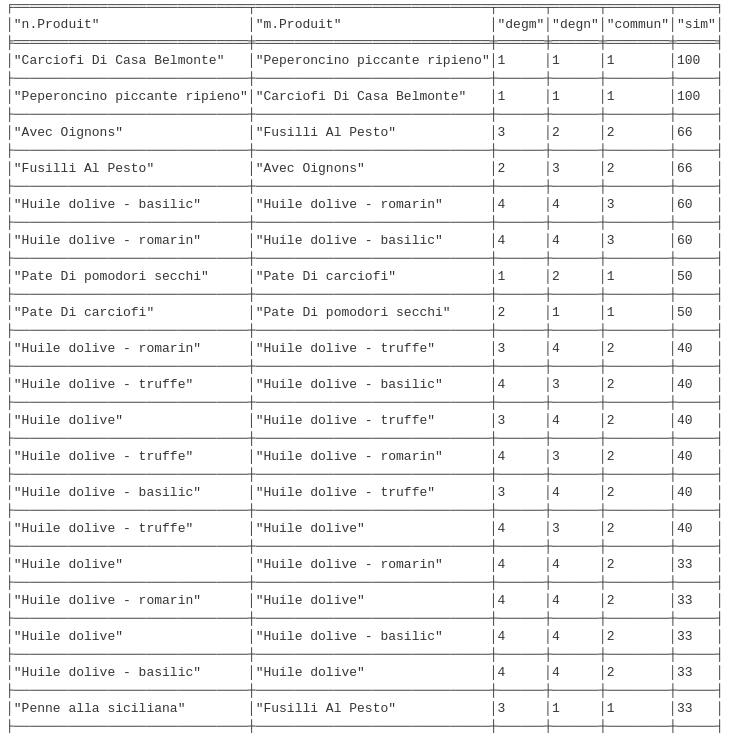 "n.Produit" "m.Produit" "degm" "degn" "commun" "sim"
"Carciofi Di Casa Belmonte" "Peperoncino piccante ripieno" 1 1 1 100
"Peperoncino piccante ripieno" "Carciofi Di Casa Belmonte" 1 1 1 100
"Avec Oignons" "Fusilli Al Pesto" 3 2 2 66
"Fusilli Al Pesto" "Avec Oignons" 2 3 2 66
"Huile dolive - basilic" "Huile dolive - romarin" 4 4 3 60
"Huile dolive - romarin" "Huile dolive - basilic" 4 4 3 60
"Pate Di pomodori secchi" "Pate Di carciofi" 1 2 1 50
"Pate Di carciofi" "Pate Di pomodori secchi" 2 1 1 50
"Huile dolive - romarin" "Huile dolive - truffe" 3 4 2 40
"Huile dolive - truffe" "Huile dolive - basilic" 4 3 2 40
"Huile dolive" "Huile dolive - truffe" 3 4 2 40
"Huile dolive - truffe" "Huile dolive - romarin" 4 3 2 40
"Huile dolive - basilic" "Huile dolive - truffe" 3 4 2 40
"Huile dolive - truffe" "Huile dolive" 4 3 2 40
"Huile dolive" "Huile dolive - romarin" 4 4 2 33
"Huile dolive - romarin" "Huile dolive" 4 4 2 33
"Huile dolive" "Huile dolive - basilic" 4 4 2 33
"Huile dolive - basilic" "Huile dolive" 4 4 2 33
"Penne alla siciliana" "Fusilli Al Pesto" 3 1 1 33